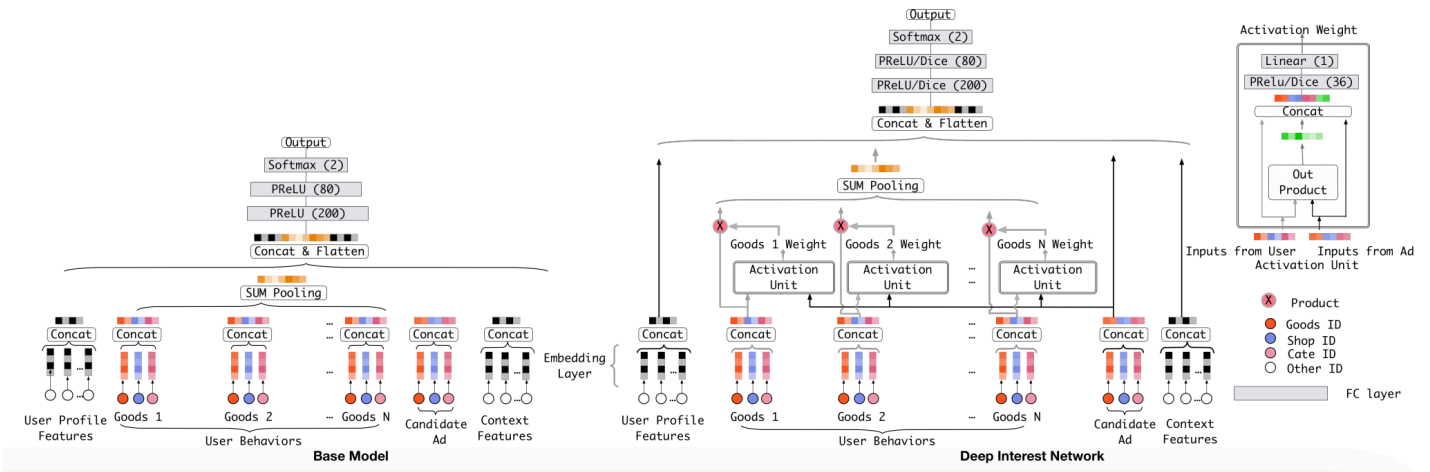 Output
Softmax (2)
PReLU (80)
PReLU (200)
Concat & Flatten
SUM Pooling
Concat
Concat
Concat
...
...
Concat
Concat
Concat
...
...
...
...
Goods 1
Goods 2
...
Goods N
User Profile
Features
User Behaviors
Candidate
Ad
Context
Features
Base Model
Output
Softmax (2)
PReLU/Dice (80)
PReLU/Dice (200)
Concat & Flatten
SUM Pooling
X
X
X
Goods 1 Weight
Goods 2 Weight
Goods N Weight
Activation
Unit
Activation
Unit
...
...
Activation
Unit
Embedding
Layer
Concat
Concat
Concat
...
...
Concat
Concat
Concat
...
...
...
...
...
Goods 1
Goods 2
...
Goods N
User Profile
Features
User Behaviors
Candidate
Ad
Context
Features
Deep Interest Network
Activation Weight
Linear (1)
PRelu/Dice (36)
Concat
Out
Product
Inputs from User
Inputs from Ad
Activation Unit
X
Product
Goods ID
Shop ID
Cate ID
Other ID
FC layer